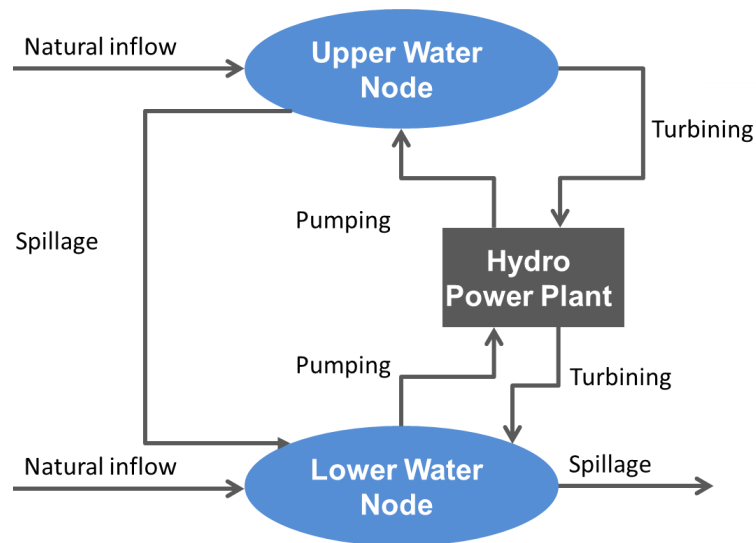 Natural inflow
Upper Water
Node
Turbining
Pumping
Spillage
Hydro
Power Plant
Pumping
Turbining
Natural inflow
Lower Water
Node
Spillage